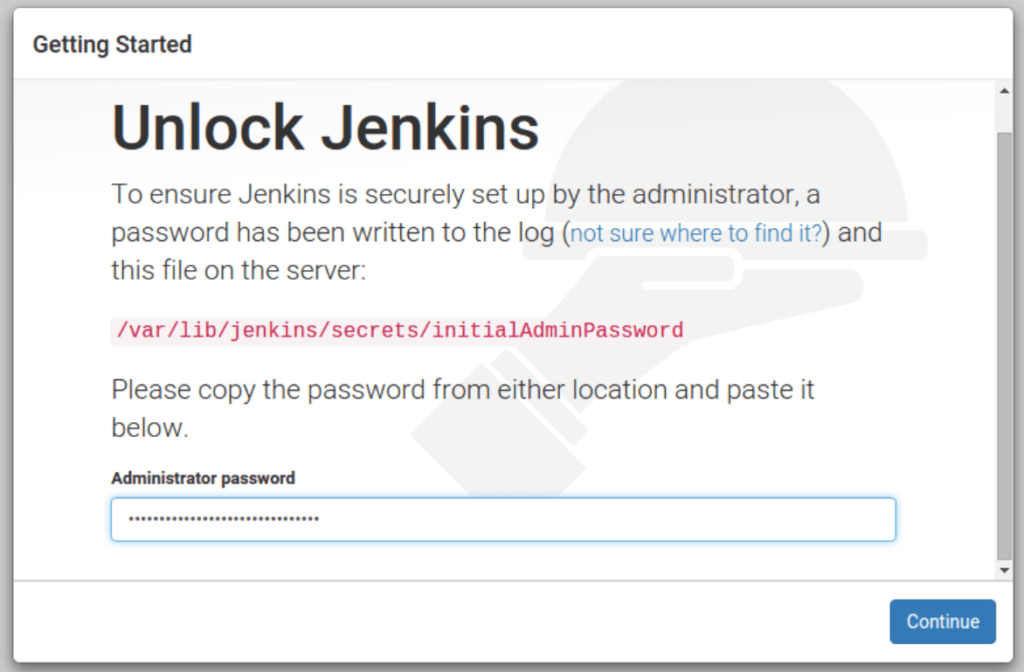 Getting Started
Unlock Jenkins
To ensure Jenkins is securely set up by the administrator, a
password has been written to the log (not sure where to find it?) and
this file on the server:
/var/lib/jenkins/secrets/initialAdminPassword
Please copy the password from either location and paste it
below.
Administrator password
••••••••••••••••••••••••••••••••
Continue